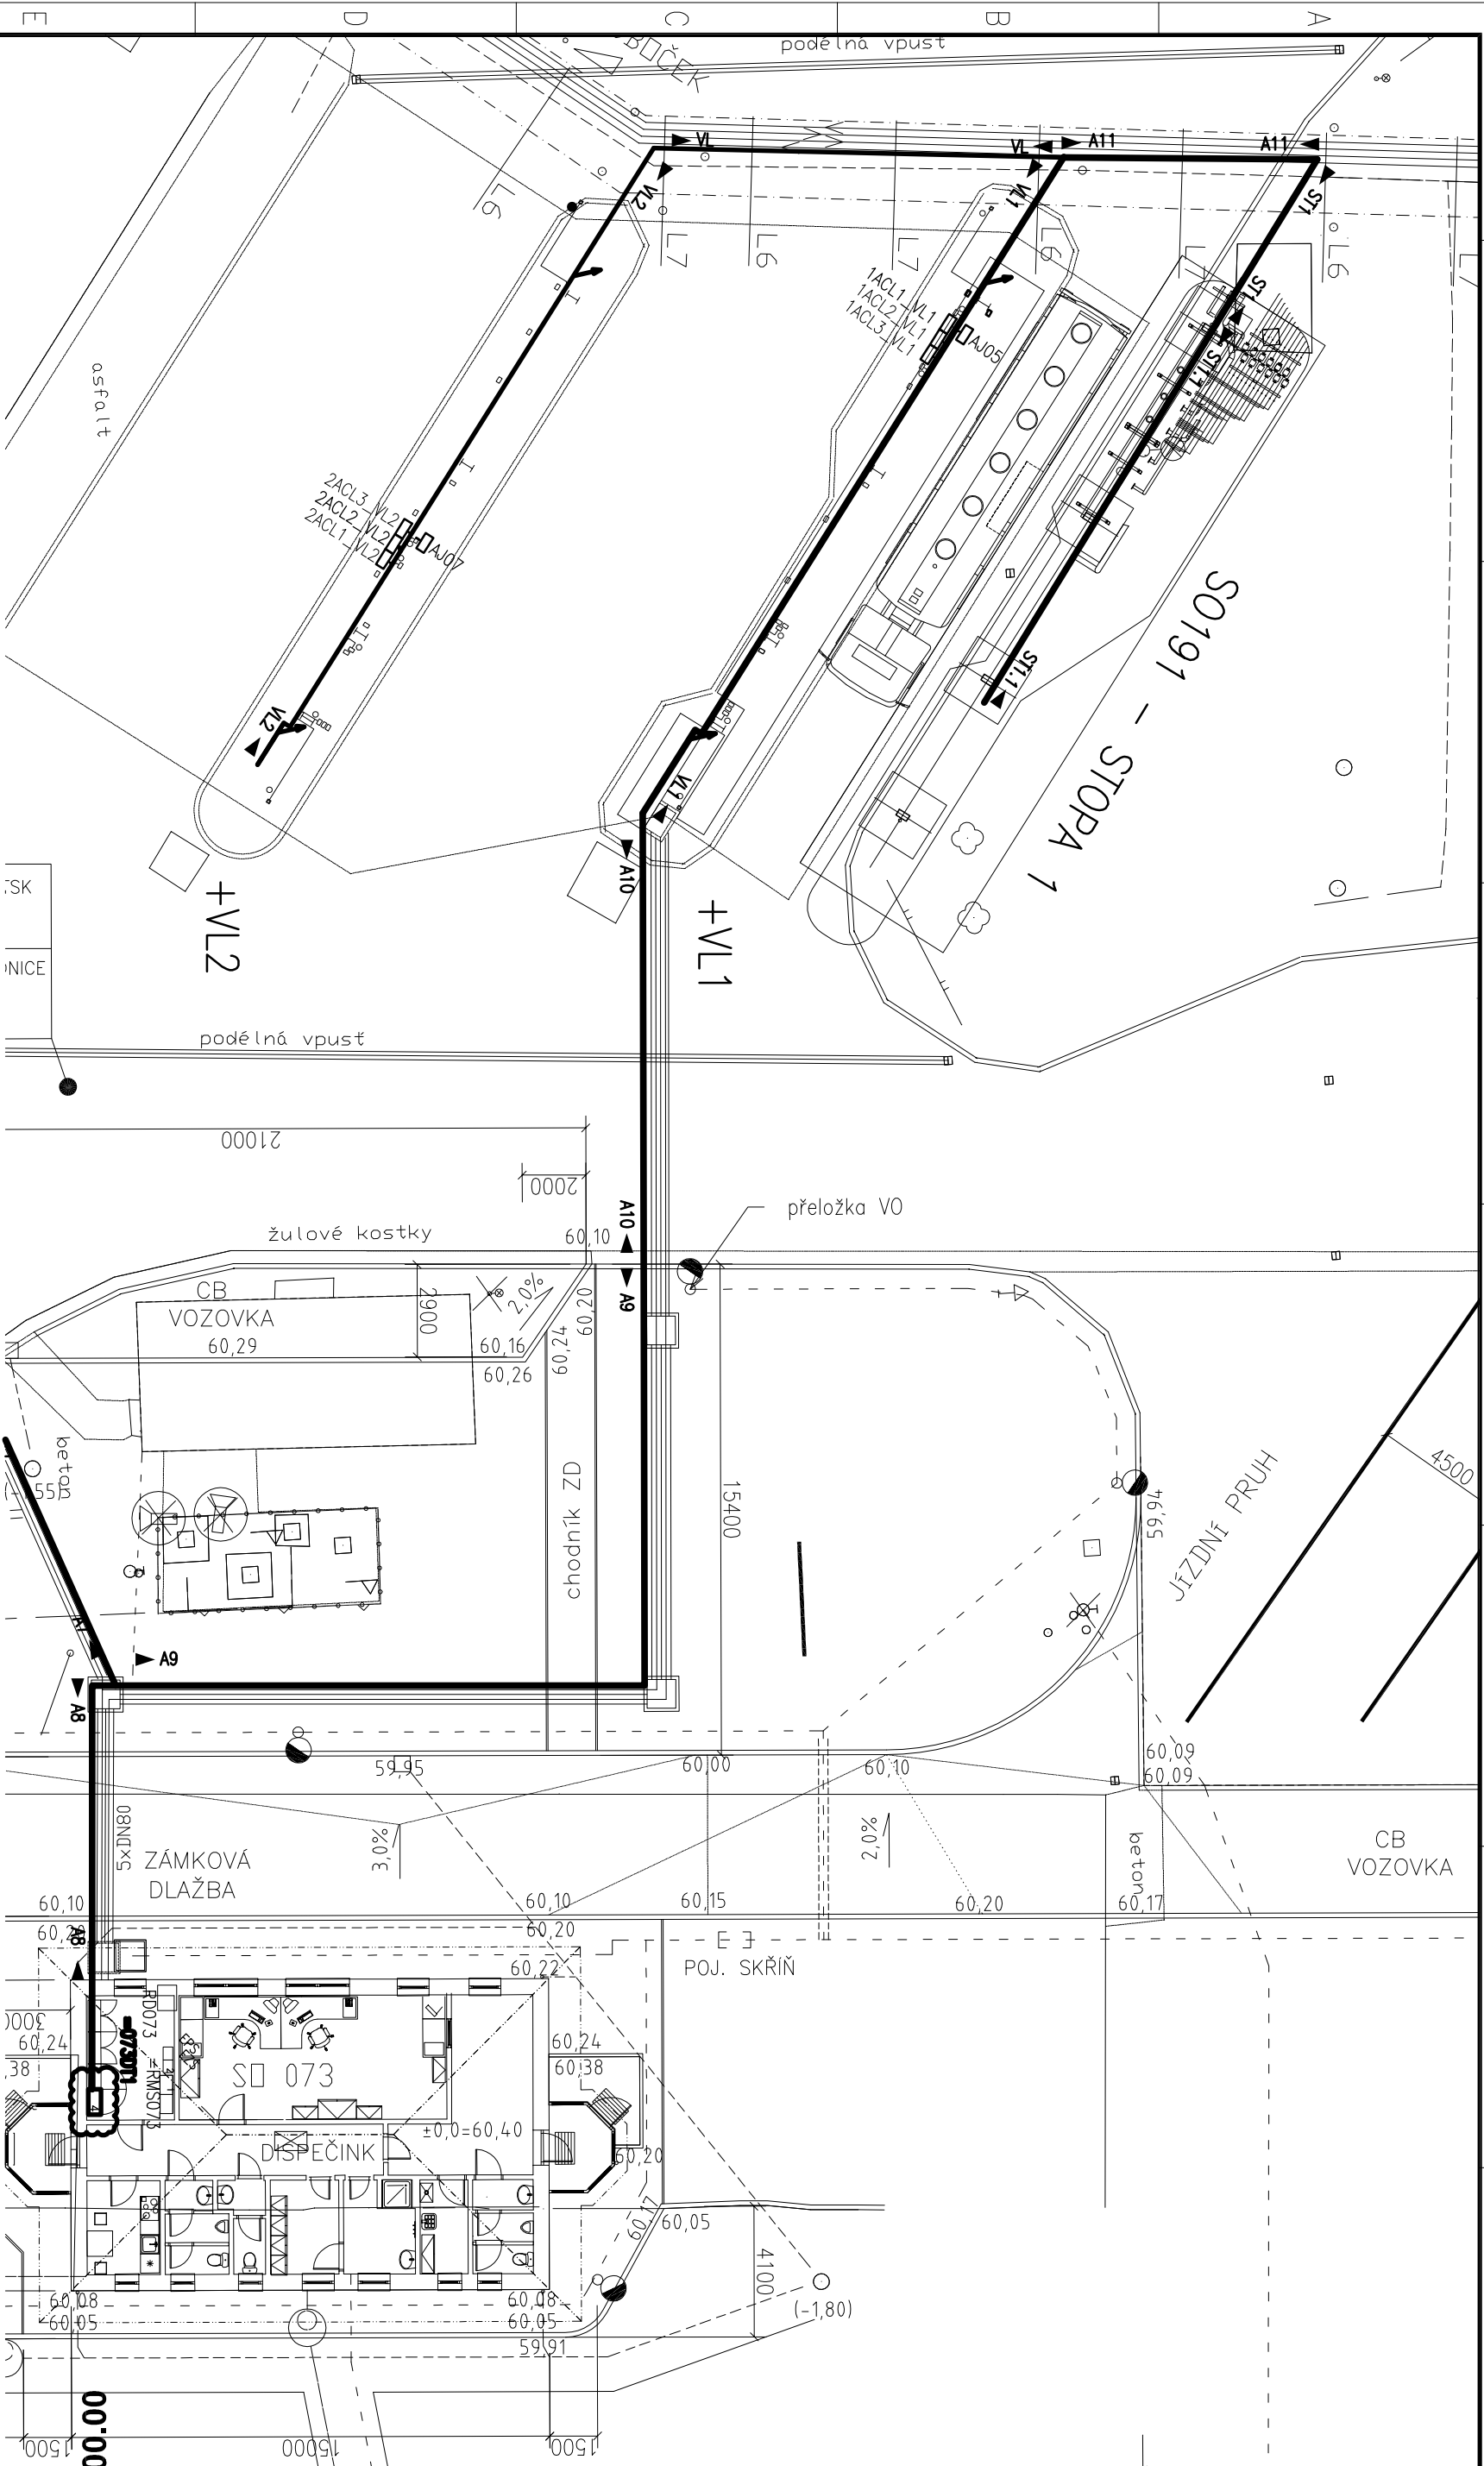 E
D
C
B
A
podélná vpust
VL
VL
A11
A11
VL2
VL1
ST1
L6
L7
L6
L7
L6
L6
ST1
ST1.1
1ACL1_VL1
1ACL2_VL1
1ACL3_VL1
AJ05
asfalt
2ACL3_VL2
2ACL2_VL2
2ACL1_VL2
AJ07
SO191 - STOPA 1
ST1.1
VL2
VL1
A10
+VL2
+VL1
podélná vpusť
21000
2000
A10
přeložka VO
žulové kostky
60,10
A9
CB
VOZOVKA
60,29
2900
2,0%
60,20
60,16
60,24
60,26
beton
chodník ZD
15400
59,94
JÍZDNÍ PRUH
4500
A9
A8
59,95
60,00
60,10
60,09
60,09
5xDN80
ZÁMKOVÁ
DLAŽBA
3,0%
2,0%
beton
CB
VOZOVKA
60,10
60,10
60,15
60,20
60,17
A8
60,20
60,22
POJ. SKŘÍŇ
RD073
=RMS073
60,24
60,24
60,38
SO 073
DISPEČINK
±0,0=60,40
60,20
60,17
60,05
4100
(-1,80)
60,08
60,05
60,08
60,05
59,91
00.00
1500
15000
1500